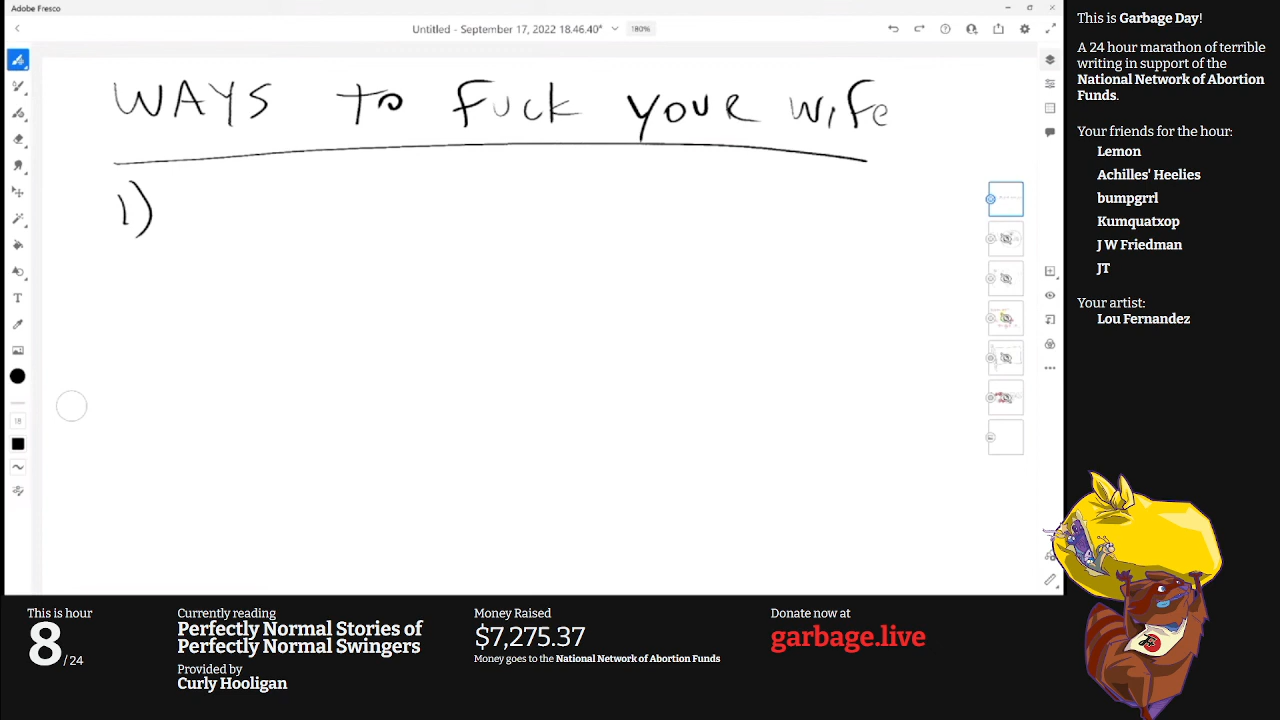 Adobe Fresco
Untitled - September 17, 2022 18.46.40*
180%
WAYS to Fuck your wife
1)
18
This is Garbage Day!
A 24 hour marathon of terrible
writing in support of the
National Network of Abortion
Funds.
Your friends for the hour:
Lemon
Achilles' Heelies
bumpgrrl
Kumquatxop
J W Friedman
JT
Your artist:
Lou Fernandez
This is hour
8/24
Currently reading
Perfectly Normal Stories of
Perfectly Normal Swingers
Provided by
Curly Hooligan
Money Raised
$7,275.37
Money goes to the National Network of Abortion Funds
Donate now at
garbage.live